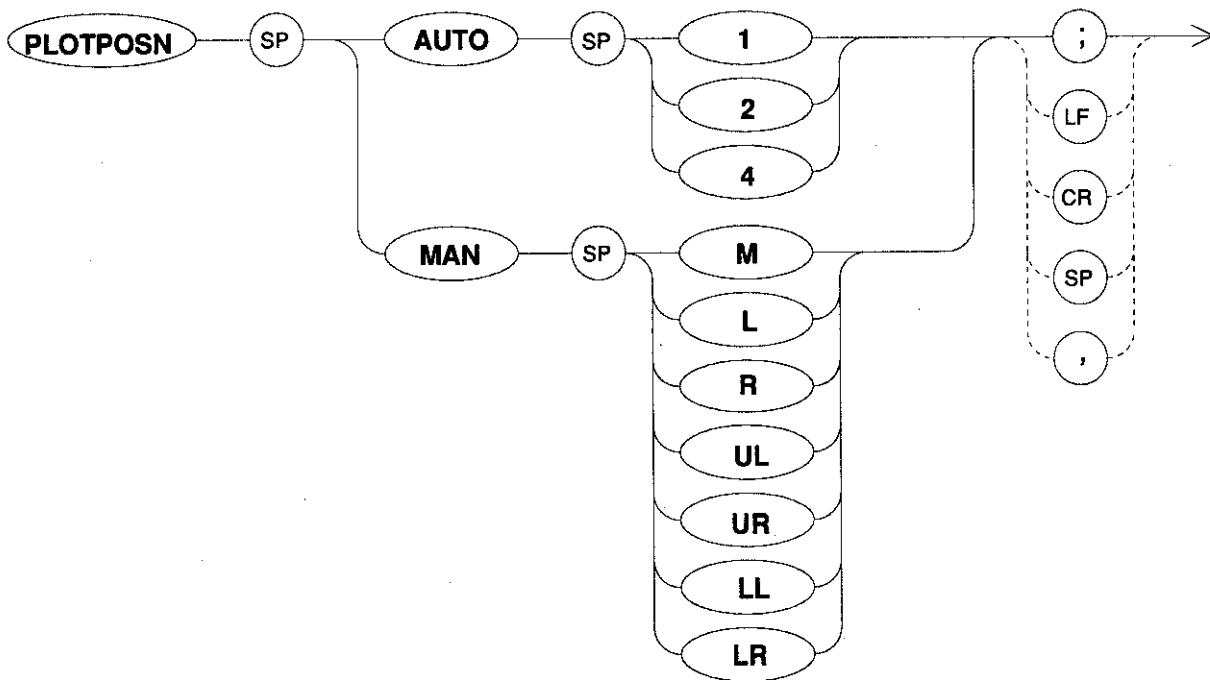 PLOTPOSN SP AUTO SP 1 ;
2 LF
4
CR
MAN SP M SP
L ,
R
UL
UR
LL
LR